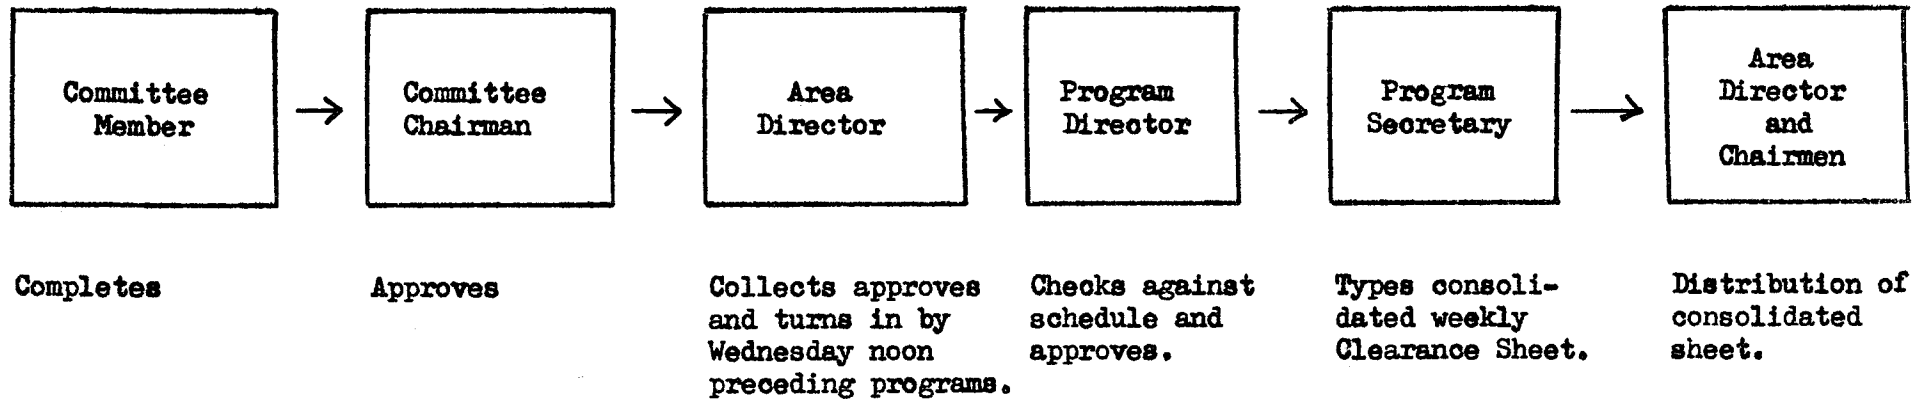 Committee
Member
Committee
Chairman
Area
Director
Program
Director
Program
Secretary
Area
Director
and
Chairmen
Completes
Approves
Collects approves
and turns in by
Wednesday noon
preceding programs.
Checks against
schedule and
approves.
Types consoli-
dated weekly
Clearance Sheet.
Distribution of
consolidated
sheet.